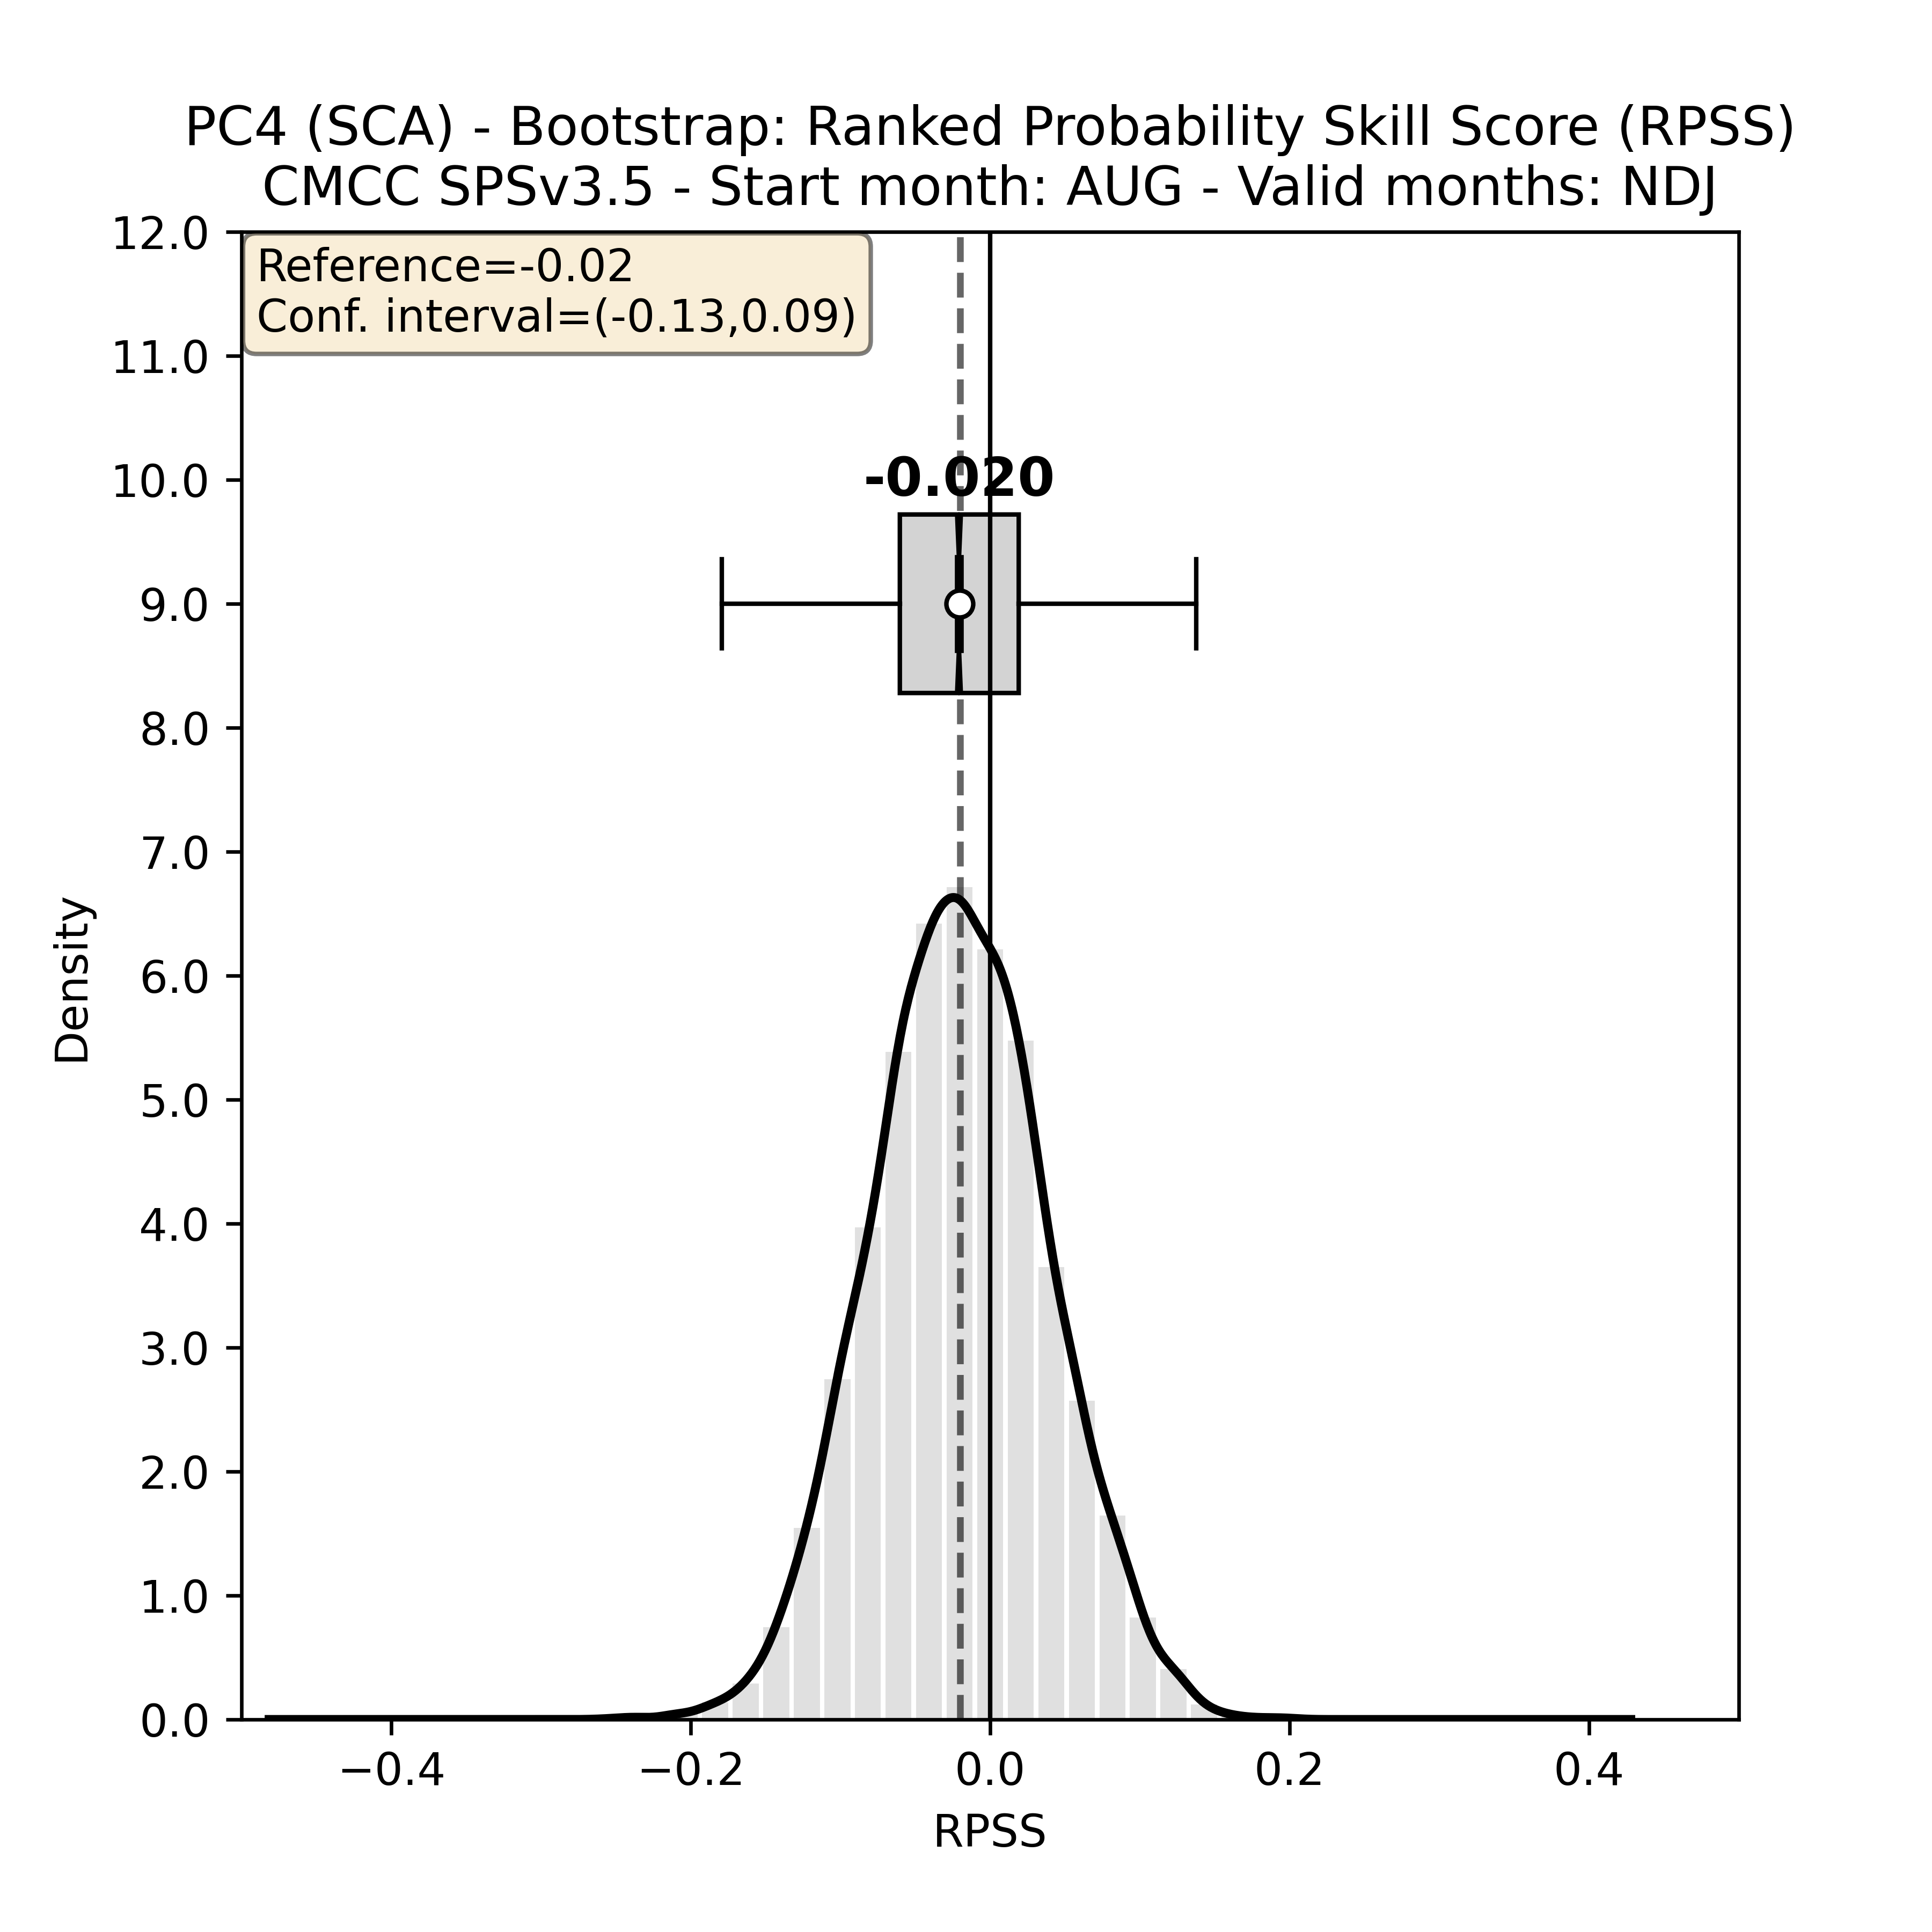 PC4 (SCA) - Bootstrap: Ranked Probability Skill Score (RPSS)
CMCC SPSv3.5 - Start month: AUG - Valid months: NDJ
12.0
Reference=-0.02
Conf. interval=(-0.13,0.09)
11.0
-0.020
10.0
9.0
8.0
7.0
Density
6.0
5.0
4.0
3.0
2.0
1.0
0.0
−0.4 −0.2 0.0 0.2 0.4
RPSS